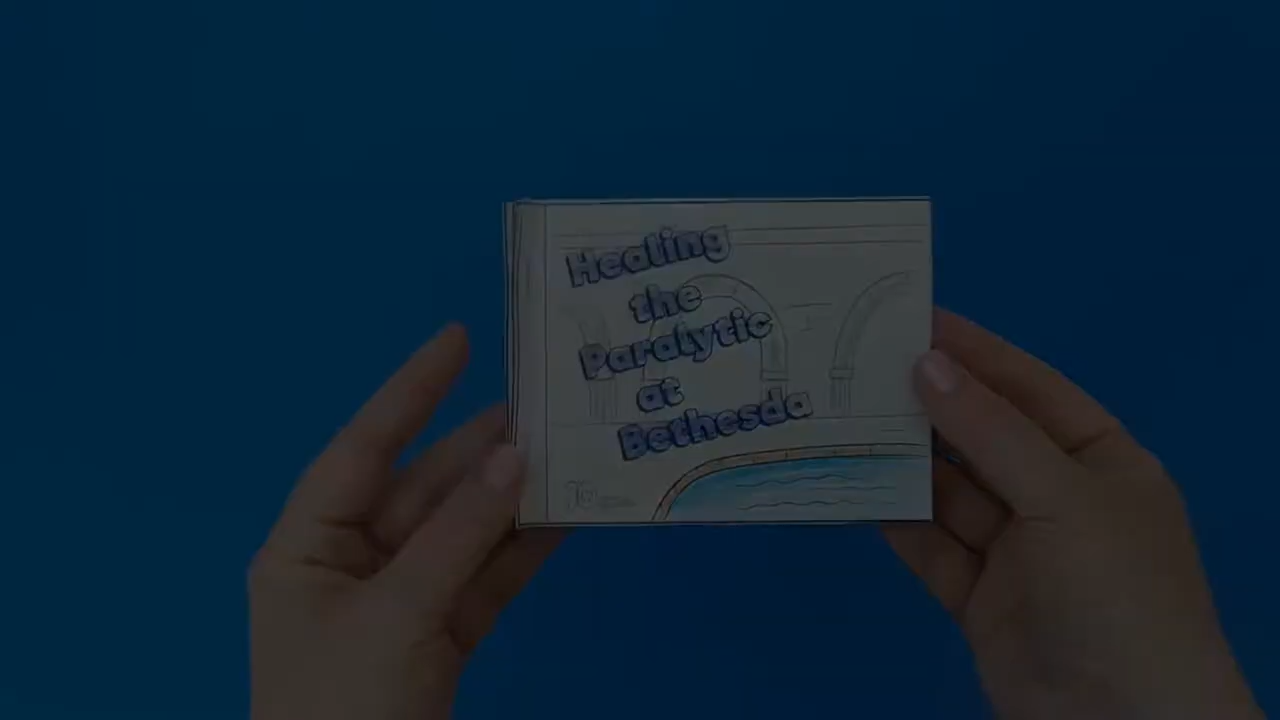 Healing
the
Paralytic
at
Bethesda